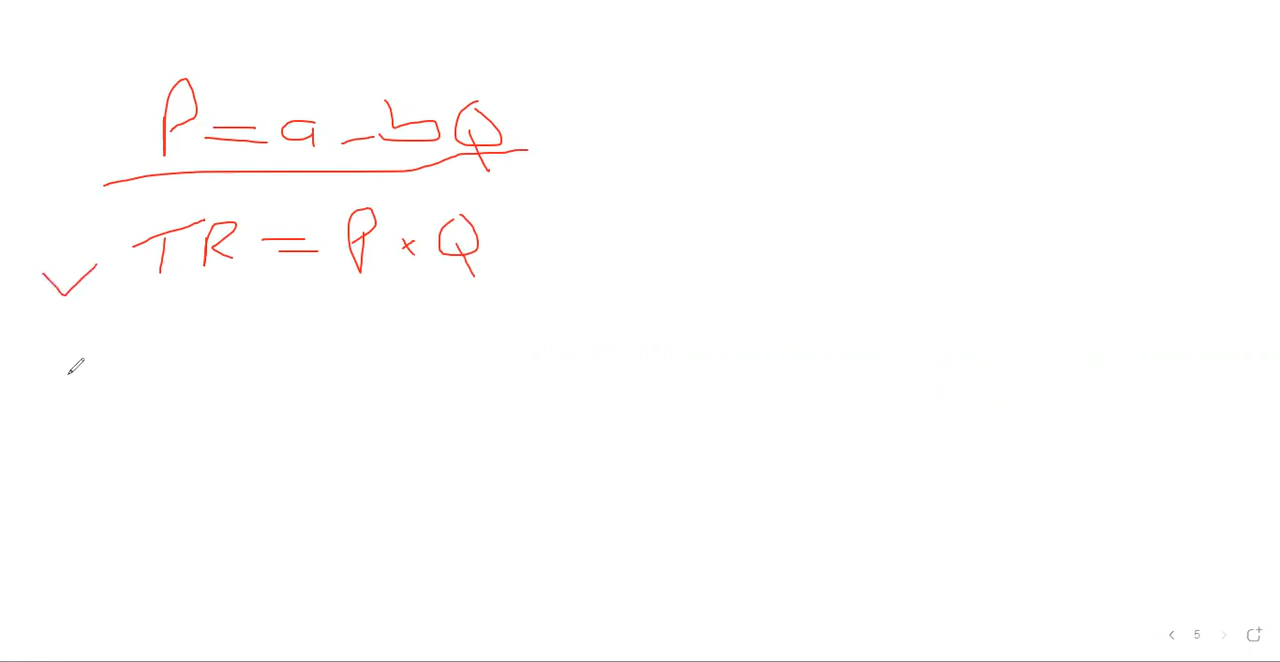 P = a - bQ
TR = P × Q
5